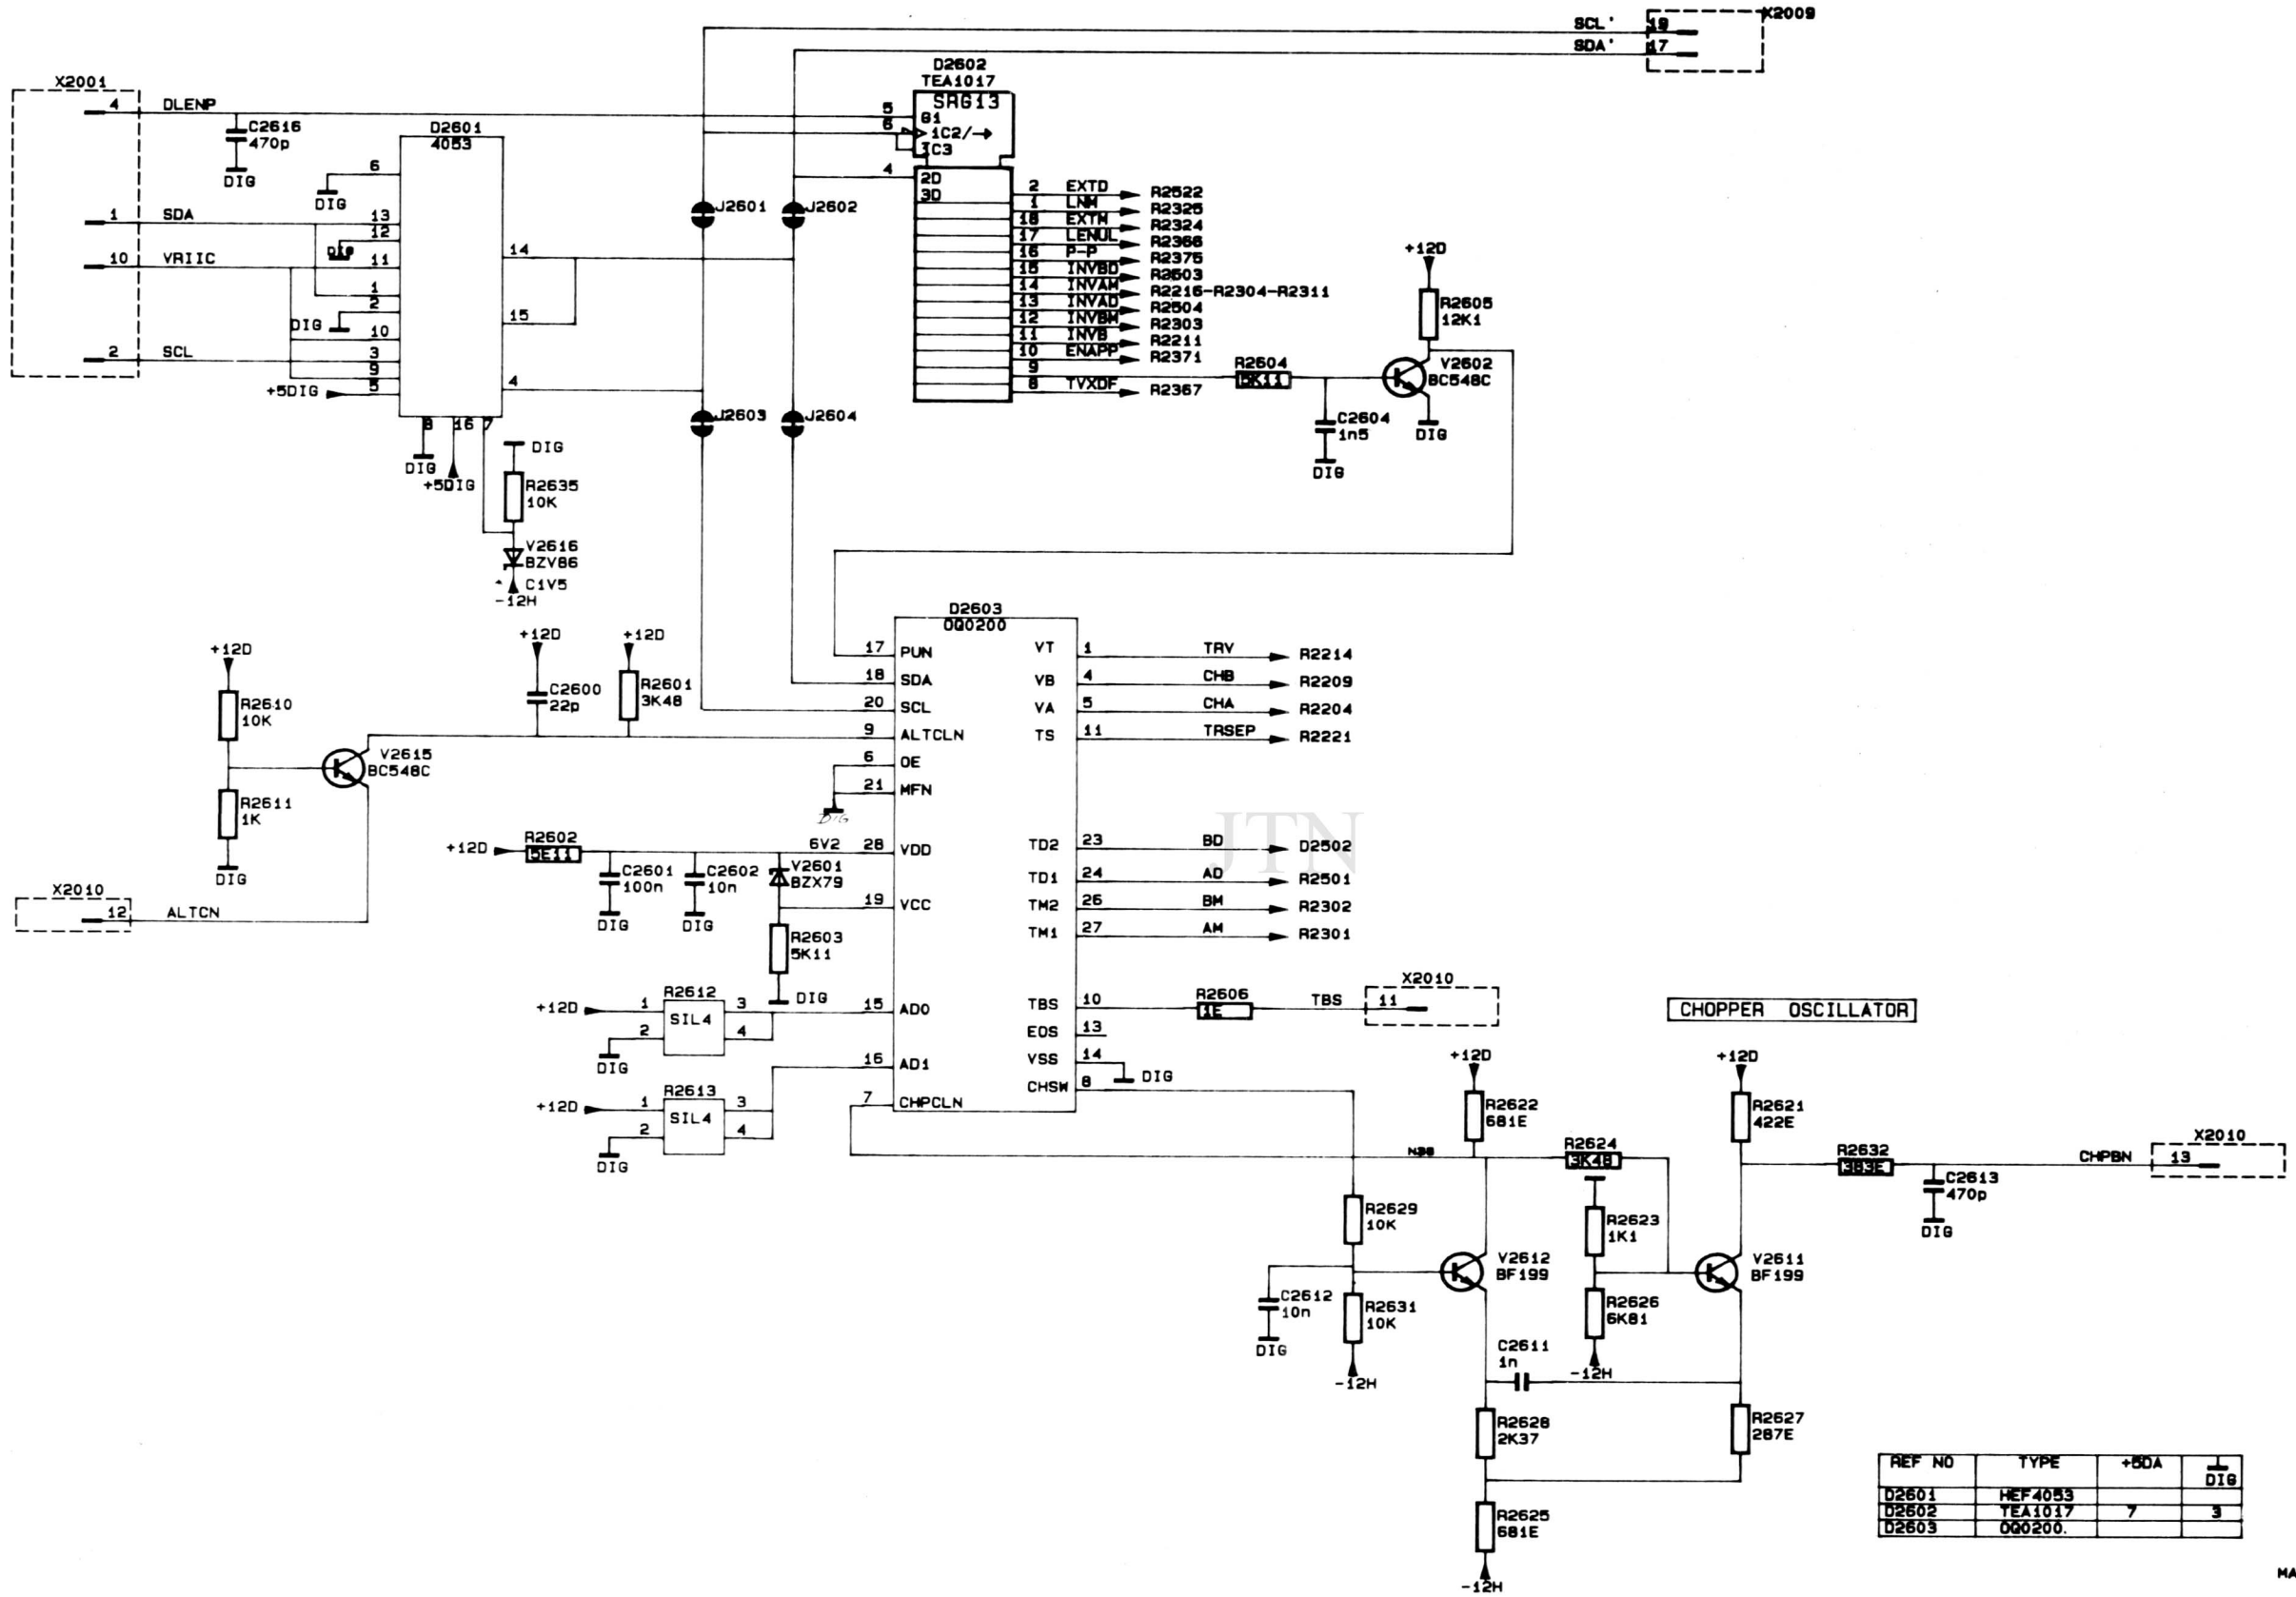 SCL'
19
X2009
SDA'
17
X2001
4
DLENP
C2616
470p
DIG
D2601
4053
6
DIG
1
SDA
13
12
DIG
10
VRIIC
11
1
2
DIG
10
2
SCL
3
9
+5DIG
5
14
15
4
8
16
7
DIG
+5DIG
DIG
R2635
10K
V2616
BZV86
C1V5
-12H
J2601
J2602
J2603
J2604
D2602
TEA1017
SRG13
5
G1
6
1C2/→
C3
4
2D
3D
2 EXTD R2522
1 LNM R2325
18 EXTM R2324
17 LENUL R2366
16 P-P R2375
15 INVBD R2503
14 INVAM R2216-R2304-R2311
13 INVAD R2504
12 INVBM R2303
11 INVB R2211
10 ENAPP R2371
9
8 TVXDF R2367
R2604
5K11
C2604
1n5
DIG
+12D
R2605
12K1
V2602
BC548C
DIG
+12D
R2610
10K
R2611
1K
DIG
V2615
BC548C
X2010
12
ALTCN
+12D
C2600
22p
+12D
R2601
3K48
D2603
OQ0200
17 PUN
18 SDA
20 SCL
9 ALTCLN
6 OE
21 MFN
DIG
+12D
R2602
5E11
6V2
28 VDD
C2601
100n
DIG
C2602
10n
DIG
V2601
BZX79
19 VCC
R2603
5K11
DIG
+12D
1
R2612
SIL4
3
2
4
DIG
15 AD0
+12D
1
R2613
SIL4
3
2
4
DIG
16 AD1
7 CHPCLN
VT 1 TRV R2214
VB 4 CHB R2209
VA 5 CHA R2204
TS 11 TRSEP R2221
JTN
TD2 23 BD D2502
TD1 24 AD R2501
TM2 26 BM R2302
TM1 27 AM R2301
TBS 10
R2606
1E
TBS
X2010
11
EOS 13
VSS 14
DIG
CHSW 8
CHOPPER OSCILLATOR
+12D
R2622
681E
+12D
R2621
422E
R2624
3K48
R2632
383E
CHPBN
X2010
13
C2613
470p
DIG
R2629
10K
R2623
1K1
V2612
BF199
V2611
BF199
C2612
10n
DIG
R2631
10K
-12H
R2626
6K81
-12H
C2611
1n
R2628
2K37
R2627
287E
R2625
681E
-12H
REF NO TYPE +5DA DIG
D2601 HEF4053
D2602 TEA1017 7 3
D2603 OQ0200.
MA